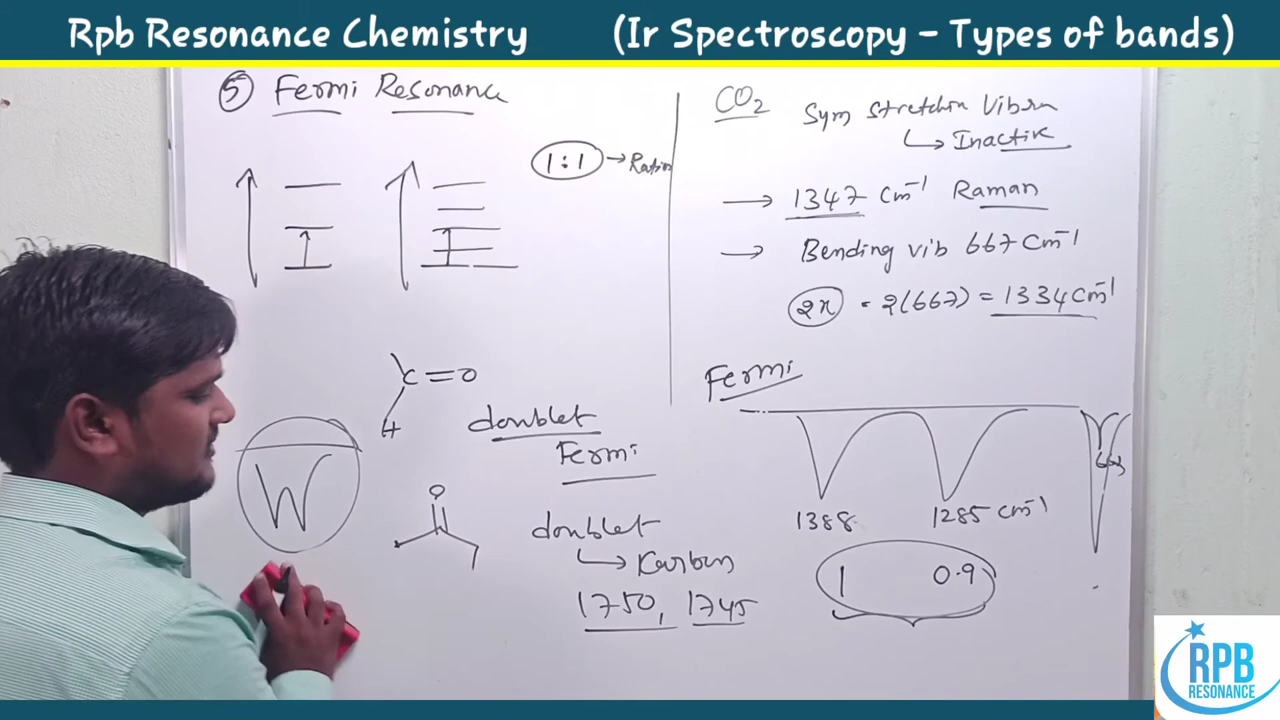 Rpb Resonance Chemistry (Ir Spectroscopy - Types of bands)
5 Fermi Resonance
1:1 → Ratio
C=O
H
doublet
Fermi
W
O
doublet
↳ Karbon
1750, 1745
CO2 Sym Stretchin Vibrn
↳ Inactive
→ 1347 cm-1 Raman
→ Bending vib 667 cm-1
2x = 2(667) = 1334 cm-1
Fermi
1388 1285 cm-1
1 0.9
RPB
RESONANCE